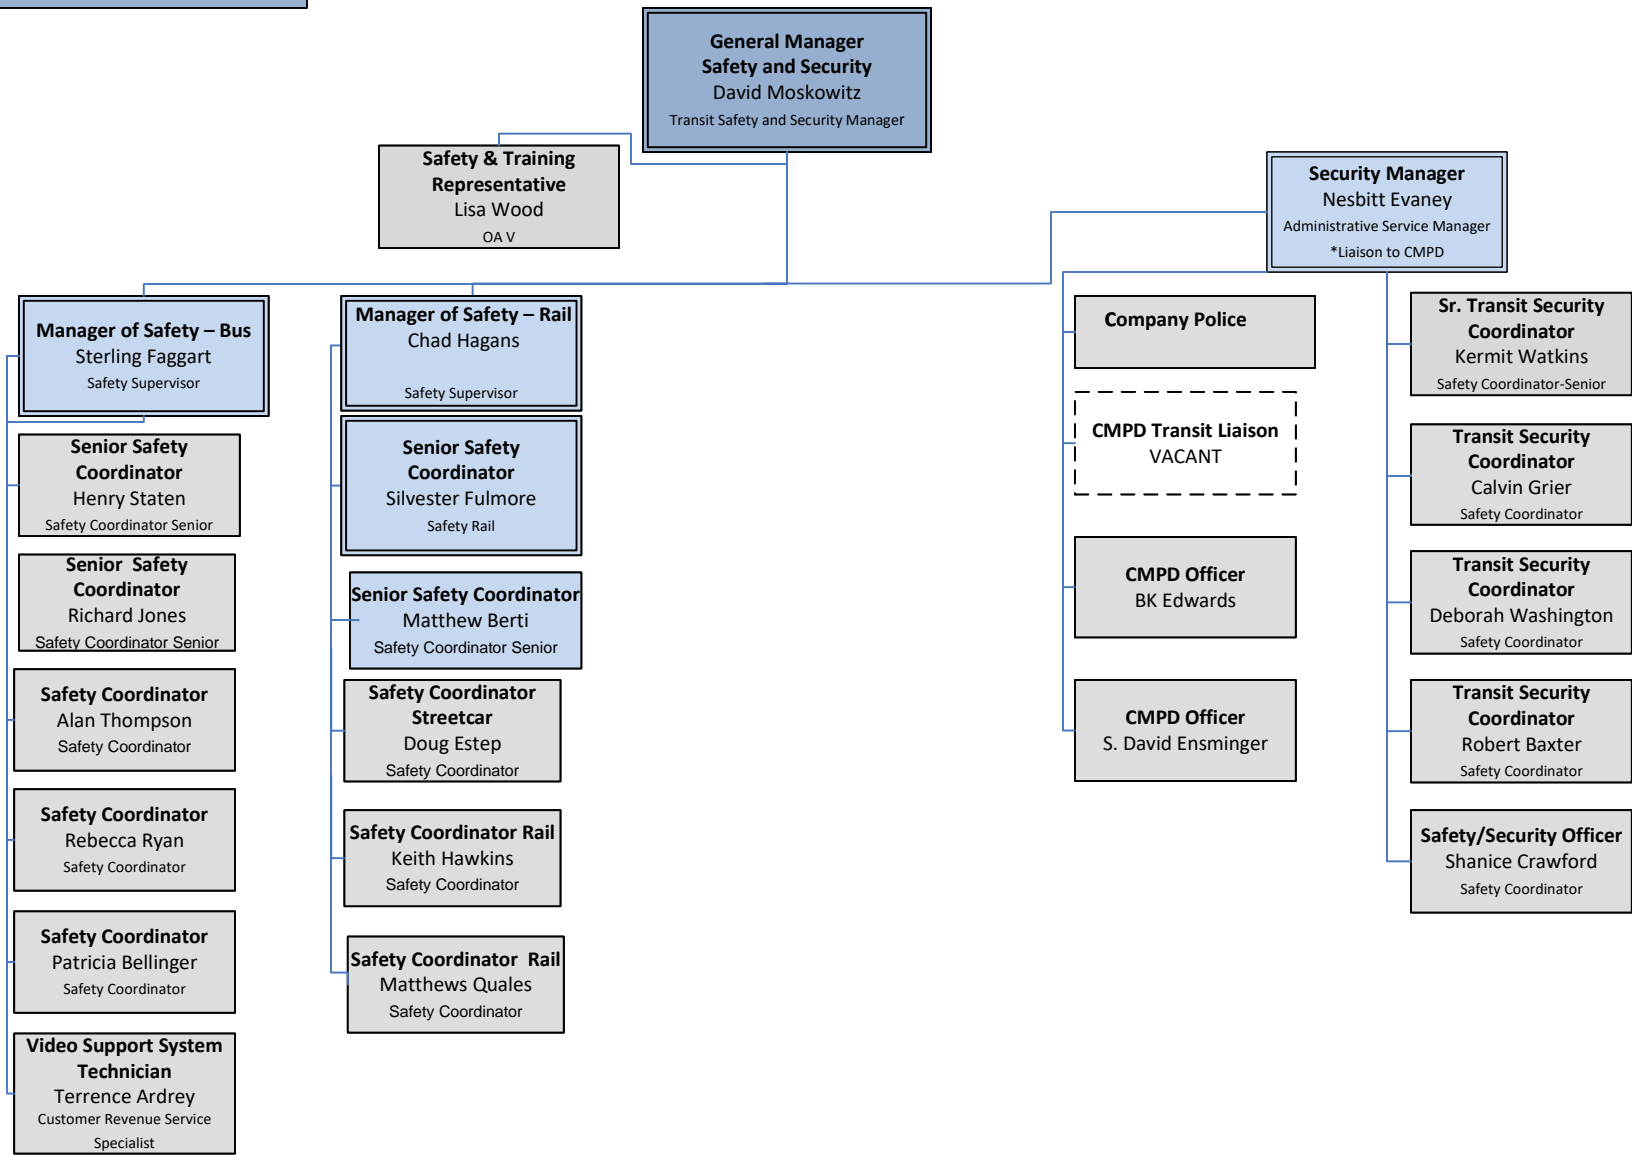 General Manager
Safety and Security
David Moskowitz
Transit Safety and Security Manager
Safety & Training
Representative
Lisa Wood
OA V
Security Manager
Nesbitt Evaney
Administrative Service Manager
*Liaison to CMPD
Manager of Safety – Bus
Sterling Faggart
Safety Supervisor
Senior Safety
Coordinator
Henry Staten
Safety Coordinator Senior
Senior  Safety
Coordinator
Richard Jones
Safety Coordinator Senior
Safety Coordinator
Alan Thompson
Safety Coordinator
Safety Coordinator
Rebecca Ryan
Safety Coordinator
Safety Coordinator
Patricia Bellinger
Safety Coordinator
Video Support System
Technician
Terrence Ardrey
Customer Revenue Service
Specialist
Manager of Safety – Rail
Chad Hagans
Safety Supervisor
Senior Safety
Coordinator
Silvester Fulmore
Safety Rail
Senior Safety Coordinator
Matthew Berti
Safety Coordinator Senior
Safety Coordinator
Streetcar
Doug Estep
Safety Coordinator
Safety Coordinator Rail
Keith Hawkins
Safety Coordinator
Safety Coordinator  Rail
Matthews Quales
Safety Coordinator
Company Police
CMPD Transit Liaison
VACANT
CMPD Officer
BK Edwards
CMPD Officer
S. David Ensminger
Sr. Transit Security
Coordinator
Kermit Watkins
Safety Coordinator-Senior
Transit Security
Coordinator
Calvin Grier
Safety Coordinator
Transit Security
Coordinator
Deborah Washington
Safety Coordinator
Transit Security
Coordinator
Robert Baxter
Safety Coordinator
Safety/Security Officer
Shanice Crawford
Safety Coordinator